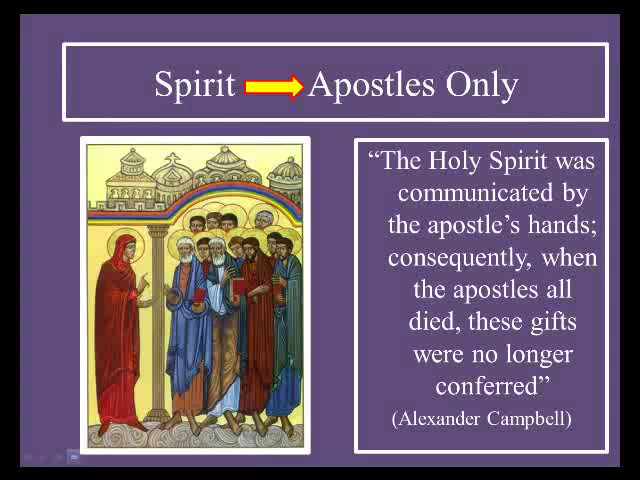 Spirit Apostles Only
“The Holy Spirit was
communicated by
the apostle’s hands;
consequently, when
the apostles all
died, these gifts
were no longer
conferred”
(Alexander Campbell)